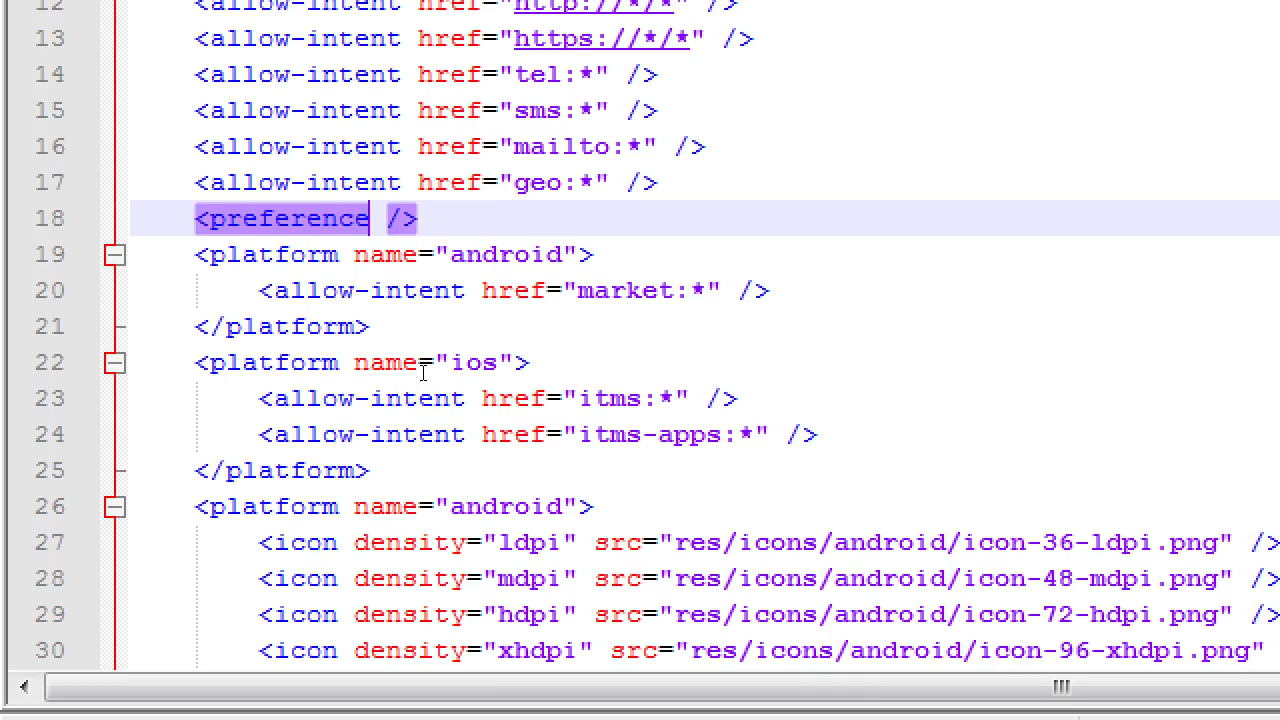 12 <allow-intent href="http://*/*" />
13 <allow-intent href="https://*/*" />
14 <allow-intent href="tel:*" />
15 <allow-intent href="sms:*" />
16 <allow-intent href="mailto:*" />
17 <allow-intent href="geo:*" />
18 <preference />
19 <platform name="android">
20 <allow-intent href="market:*" />
21 </platform>
22 <platform name="ios">
23 <allow-intent href="itms:*" />
24 <allow-intent href="itms-apps:*" />
25 </platform>
26 <platform name="android">
27 <icon density="ldpi" src="res/icons/android/icon-36-ldpi.png" />
28 <icon density="mdpi" src="res/icons/android/icon-48-mdpi.png" />
29 <icon density="hdpi" src="res/icons/android/icon-72-hdpi.png" />
30 <icon density="xhdpi" src="res/icons/android/icon-96-xhdpi.png"